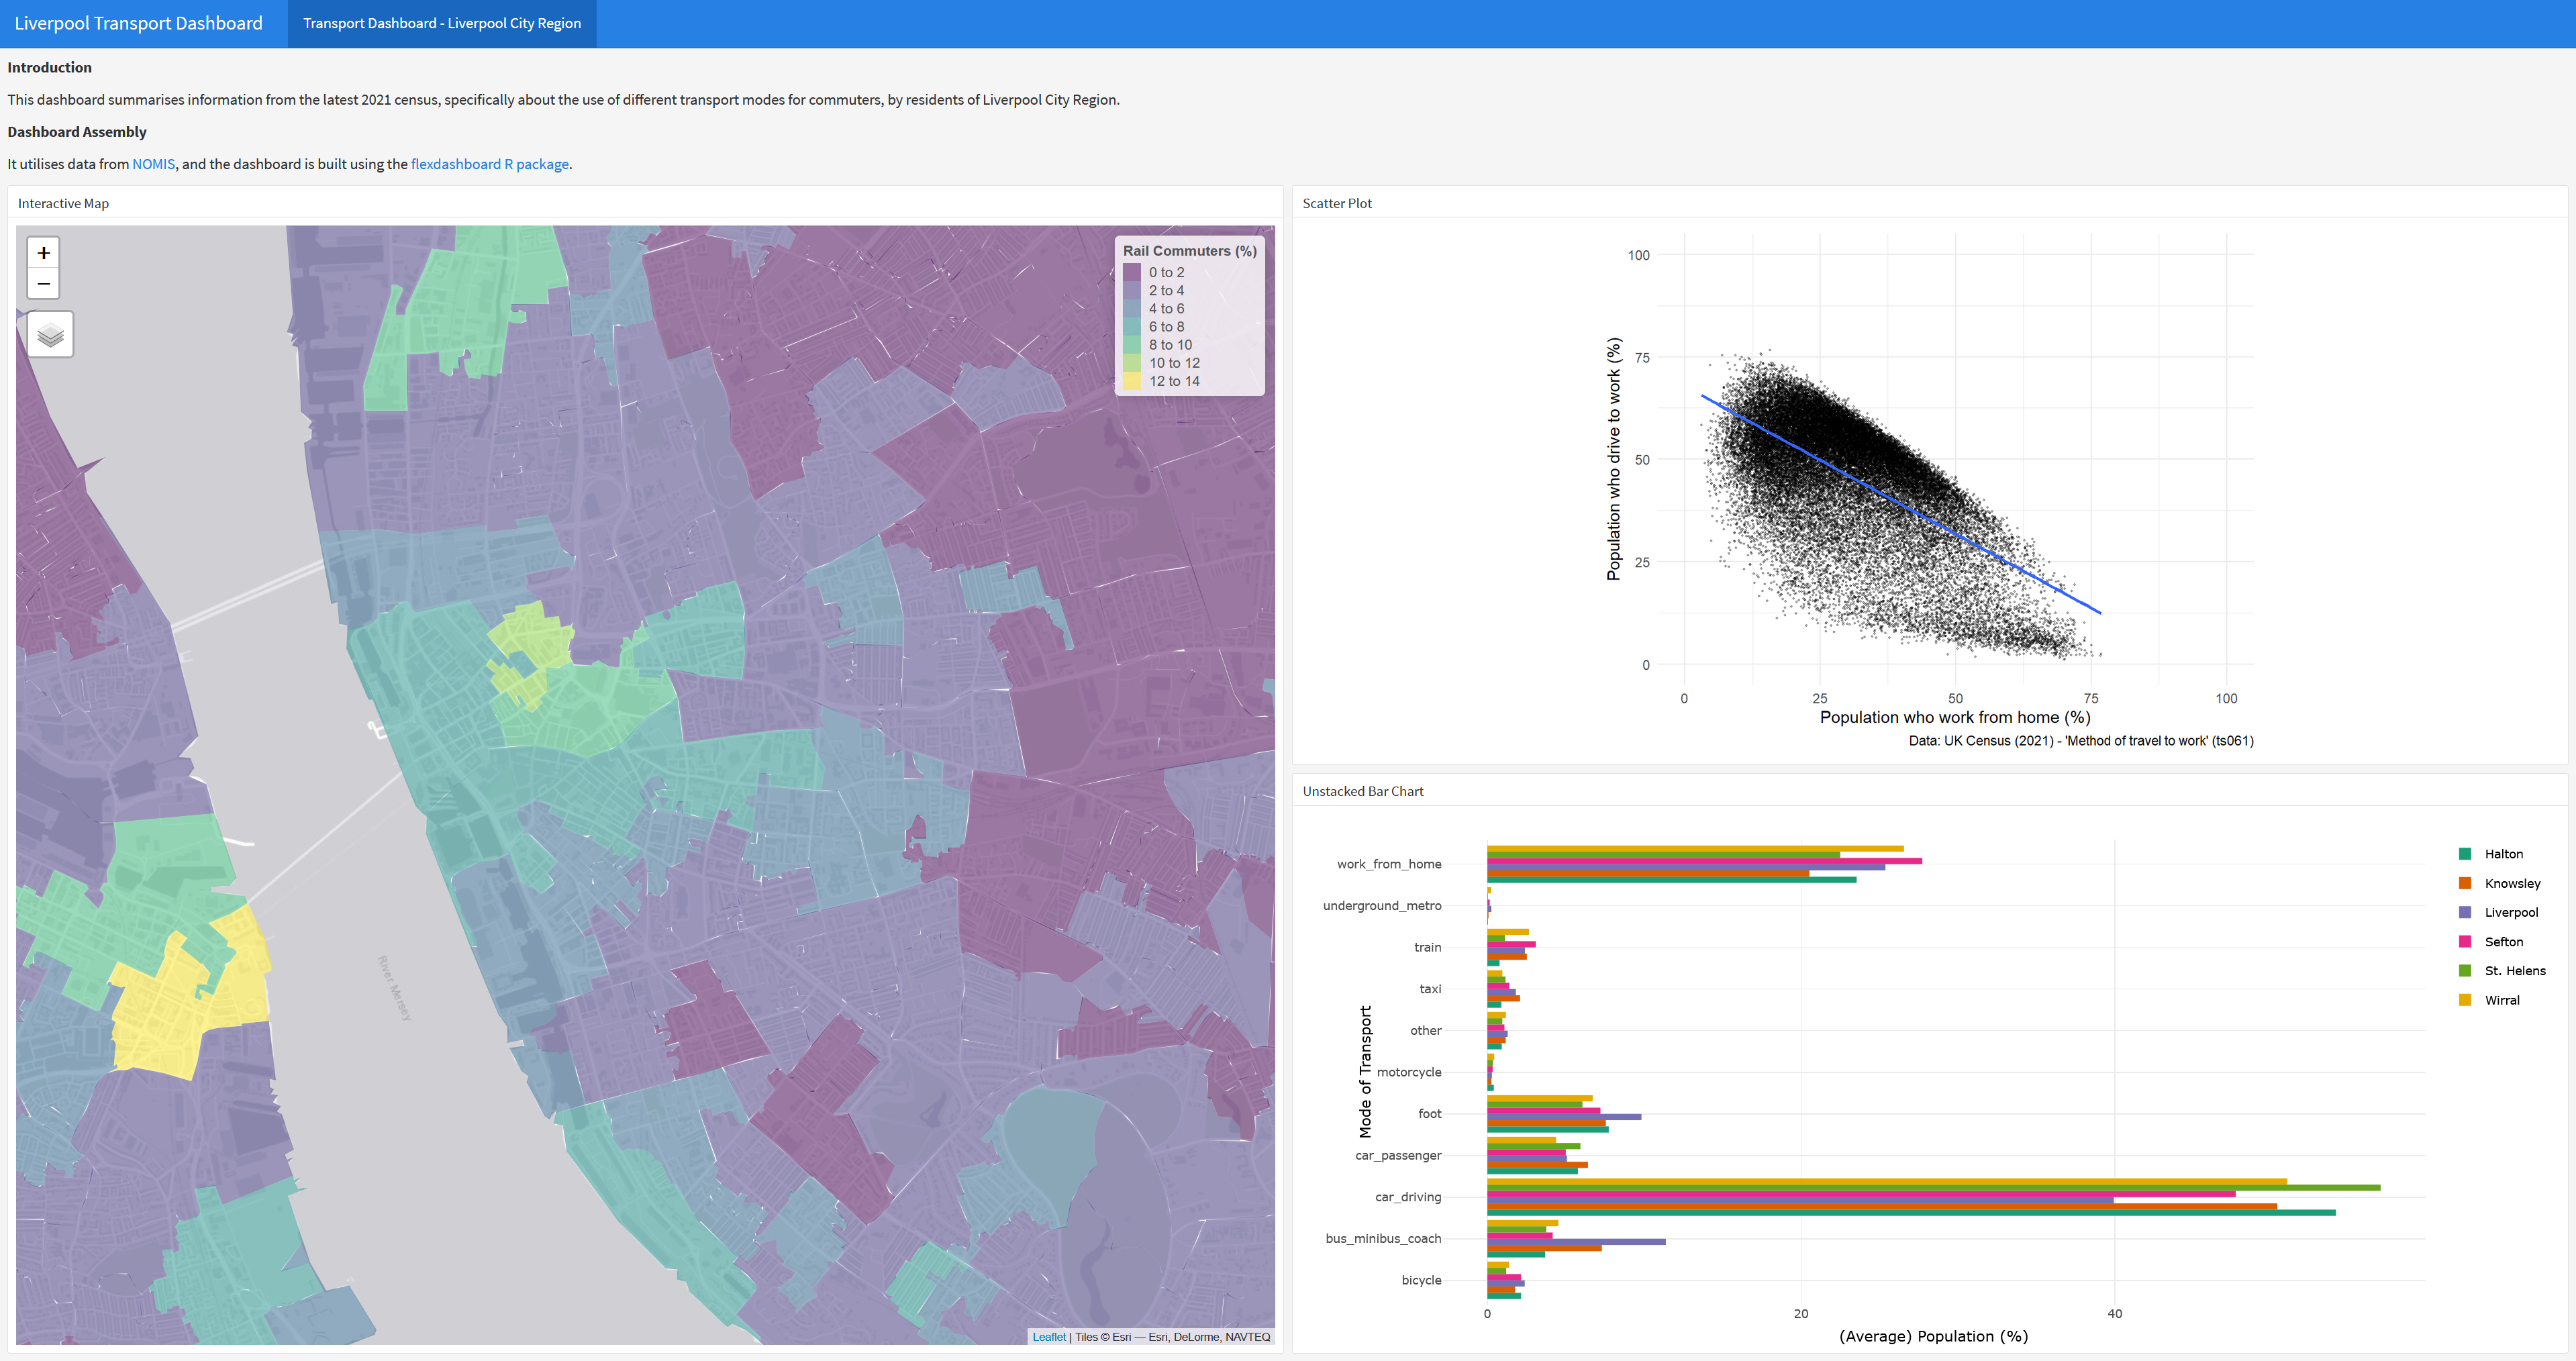 Liverpool Transport Dashboard
Transport Dashboard - Liverpool City Region
Introduction
This dashboard summarises information from the latest 2021 census, specifically about the use of different transport modes for commuters, by residents of Liverpool City Region.
Dashboard Assembly
It utilises data from NOMIS, and the dashboard is built using the flexdashboard R package.
Interactive Map
+
−
Rail Commuters (%)
0 to 2
2 to 4
4 to 6
6 to 8
8 to 10
10 to 12
12 to 14
River Mersey
Leaflet | Tiles © Esri — Esri, DeLorme, NAVTEQ
Scatter Plot
Population who drive to work (%)
100
75
50
25
0
0 25 50 75 100
Population who work from home (%)
Data: UK Census (2021) - 'Method of travel to work' (ts061)
Unstacked Bar Chart
Mode of Transport
work_from_home
underground_metro
train
taxi
other
motorcycle
foot
car_passenger
car_driving
bus_minibus_coach
bicycle
0 20 40
(Average) Population (%)
Halton
Knowsley
Liverpool
Sefton
St. Helens
Wirral